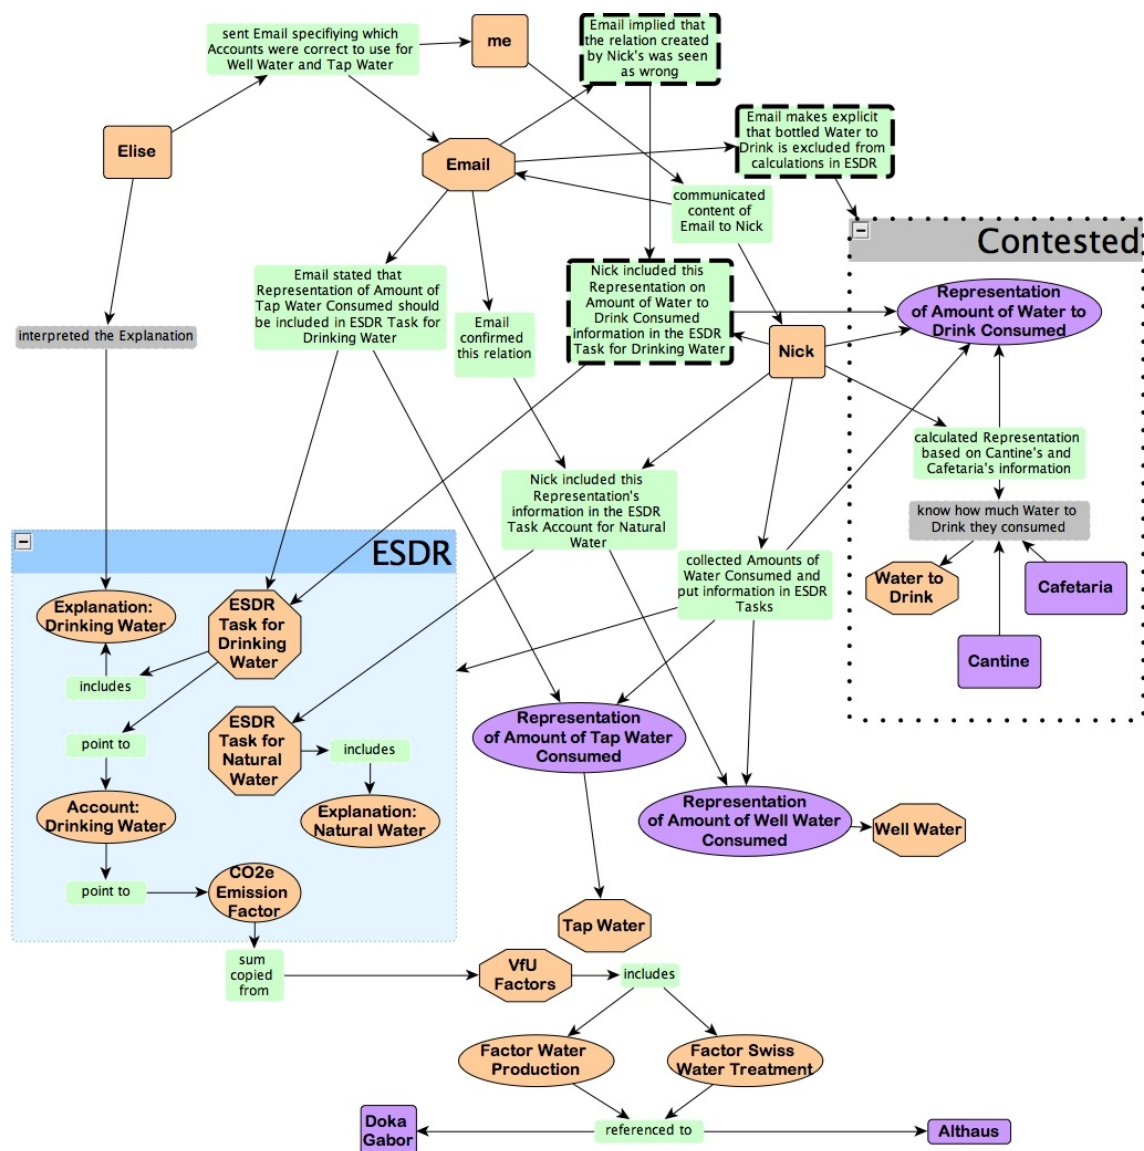 sent Email specifiying which
Accounts were correct to use for
Well Water and Tap Water
me
Email implied that
the relation created
by Nick's was seen
as wrong
Elise
Email
Email makes explicit
that bottled Water to
Drink is excluded from
calculations in ESDR
communicated
content of
Email to Nick
Contested
Email stated that
Representation of Amount of
Tap Water Consumed should
be included in ESDR Task for
Drinking Water
Nick included this
Representation on
Amount of Water to
Drink Consumed
information in the ESDR
Task for Drinking Water
Representation
of Amount of Water to
Drink Consumed
interpreted the Explanation
Email
confirmed
this relation
Nick
calculated Representation
based on Cantine's and
Cafetaria's information
Nick included this
Representation's
information in the ESDR
Task Account for Natural
Water
know how much Water to
Drink they consumed
ESDR
collected Amounts of
Water Consumed and
put information in ESDR
Tasks
Water to
Drink
Cafetaria
Cantine
Explanation:
Drinking Water
ESDR
Task for
Drinking
Water
includes
point to
ESDR
Task for
Natural
Water
includes
Representation
of Amount of Tap Water
Consumed
Account:
Drinking Water
Explanation:
Natural Water
Representation
of Amount of Well Water
Consumed
Well Water
point to
CO2e
Emission
Factor
Tap Water
sum
copied
from
VfU
Factors
includes
Factor Water
Production
Factor Swiss
Water Treatment
Doka
Gabor
referenced to
Althaus